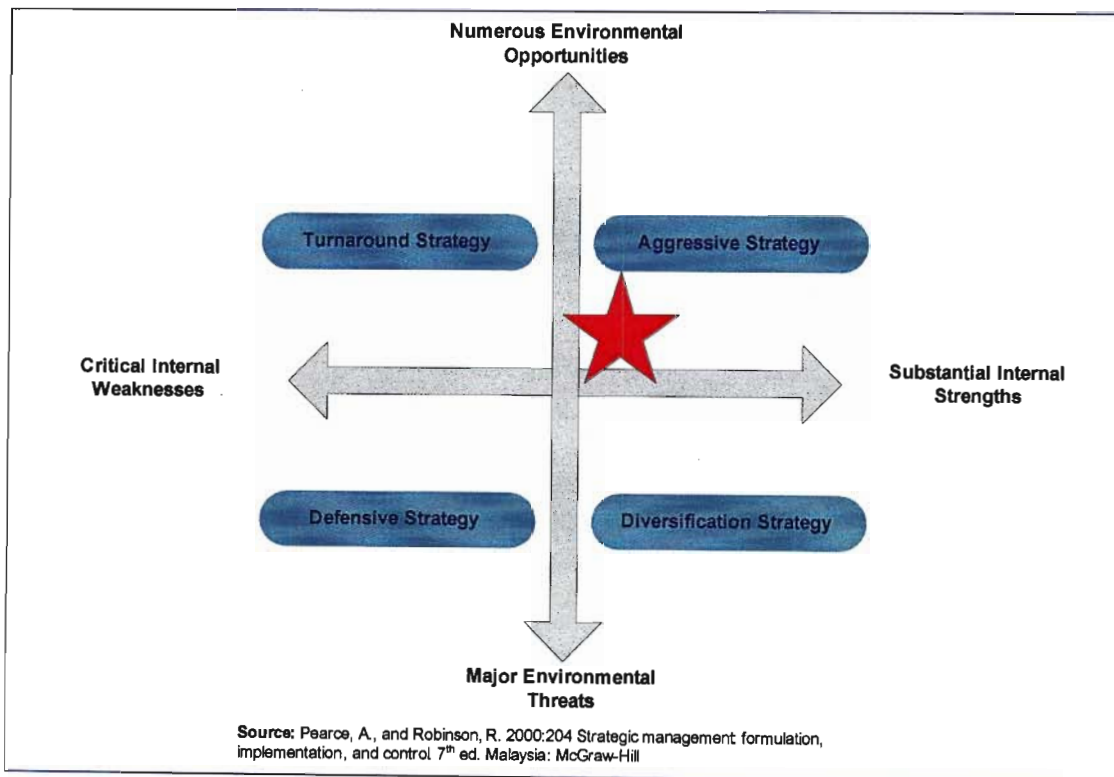 Numerous Environmental
Opportunities
Turnaround Strategy
Aggressive Strategy
Critical Internal
Weaknesses
Substantial Internal
Strengths
Defensive Strategy
Diversification Strategy
Major Environmental
Threats
Source: Pearce, A., and Robinson, R. 2000:204 Strategic management formulation,
implementation, and control 7th ed. Malaysia: McGraw-Hill